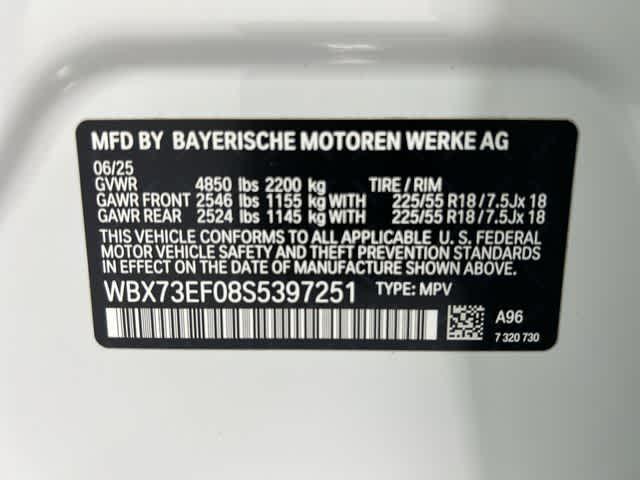 MFD BY BAYERISCHE MOTOREN WERKE AG
06/25
GVWR 4850 lbs 2200 kg TIRE / RIM
GAWR FRONT 2546 lbs 1155 kg WITH 225/55 R18 / 7.5Jx 18
GAWR REAR 2524 lbs 1145 kg WITH 225/55 R18 / 7.5Jx 18
THIS VEHICLE CONFORMS TO ALL APPLICABLE U. S. FEDERAL
MOTOR VEHICLE SAFETY AND THEFT PREVENTION STANDARDS
IN EFFECT ON THE DATE OF MANUFACTURE SHOWN ABOVE.
WBX73EF08S5397251 TYPE: MPV
A96
7 320 730